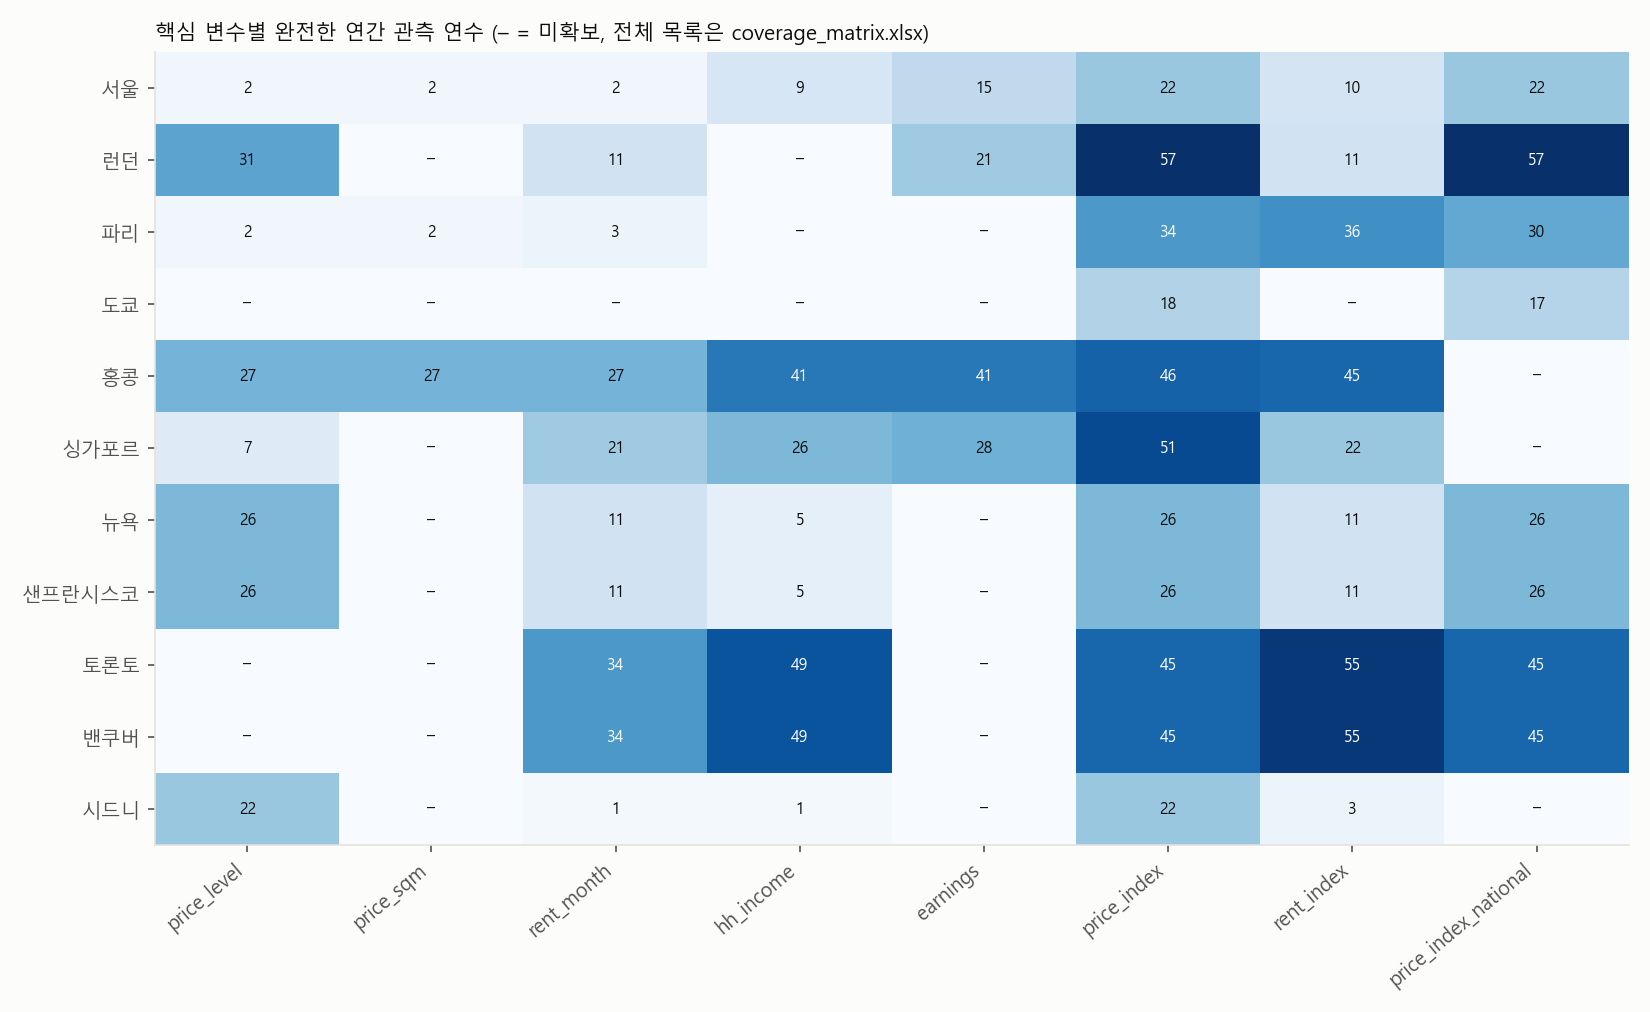 핵심 변수별 완전한 연간 관측 연수 (– = 미확보, 전체 목록은 coverage_matrix.xlsx)
서울 2 2 2 9 15 22 10 22
런던 31 – 11 – 21 57 11 57
파리 2 2 3 – – 34 36 30
도쿄 – – – – – 18 – 17
홍콩 27 27 27 41 41 46 45 –
싱가포르 7 – 21 26 28 51 22 –
뉴욕 26 – 11 5 – 26 11 26
샌프란시스코 26 – 11 5 – 26 11 26
토론토 – – 34 49 – 45 55 45
밴쿠버 – – 34 49 – 45 55 45
시드니 22 – 1 1 – 22 3 –
price_level price_sqm rent_month hh_income earnings price_index rent_index price_index_national